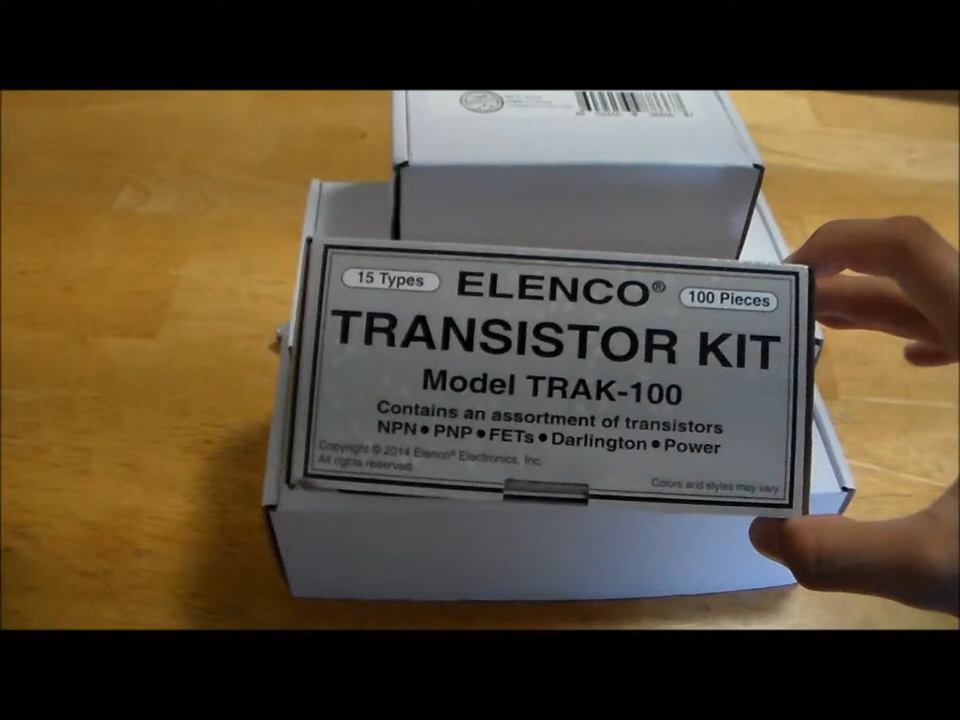 15 Types
ELENCO®
100 Pieces
TRANSISTOR KIT
Model TRAK-100
Contains an assortment of transistors
NPN • PNP • FETs • Darlington • Power
Copyright © 2014 Elenco® Electronics, Inc.
All rights reserved.
Colors and styles may vary